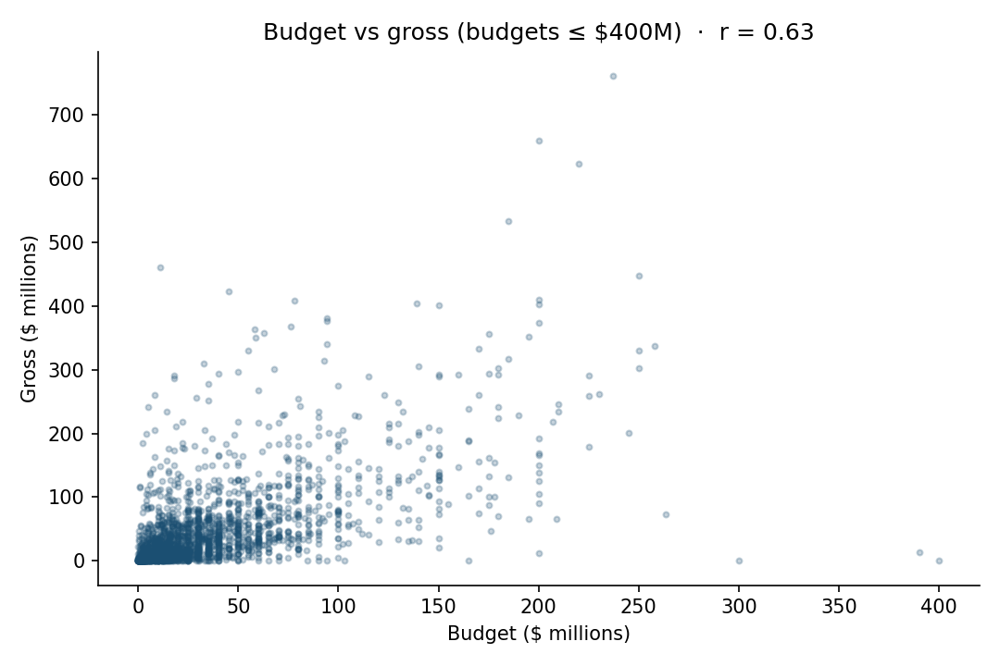 Budget vs gross (budgets ≤ $400M)  ·  r = 0.63
Gross ($ millions)
700
600
500
400
300
200
100
0
0 50 100 150 200 250 300 350 400
Budget ($ millions)